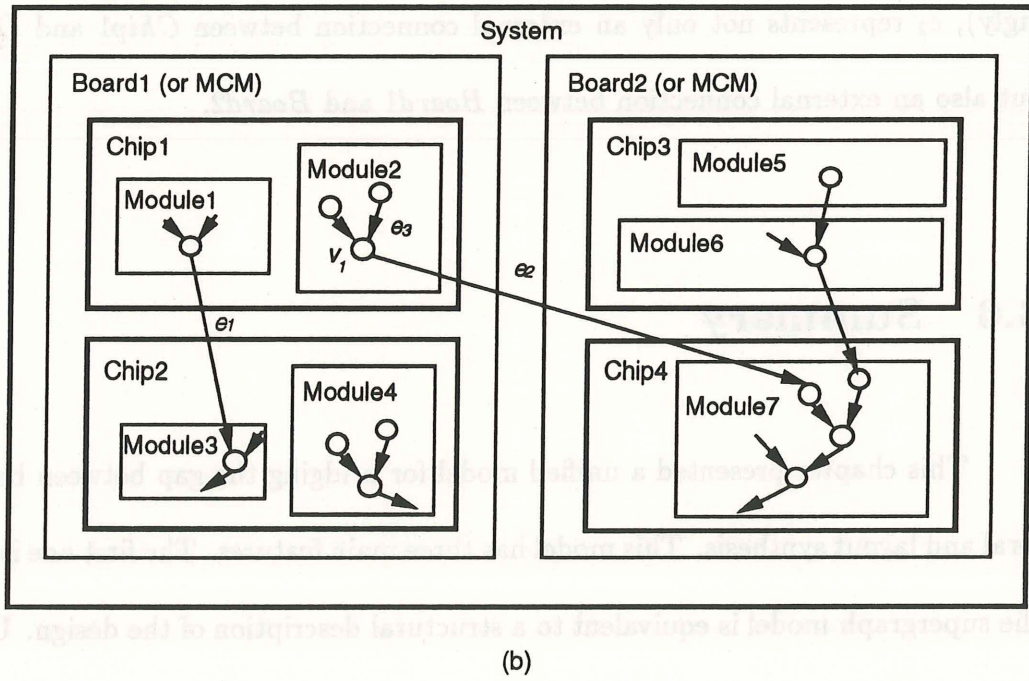 ngly), e2 represents not only an external connection between Chip1 and
but also an external connection between Board1 and Board2.
System
Board1 (or MCM)
Board2 (or MCM)
Chip1
Module1
Module2
e3
v1
e1
e2
Chip2
Module3
Module4
Chip3
Module5
Module6
Chip4
Module7
Summary
This chapter presented a unified model for bridging the gap between
and layout synthesis. This model has three main features. The first one is
the supergraph model is equivalent to a structural description of the design.
(b)